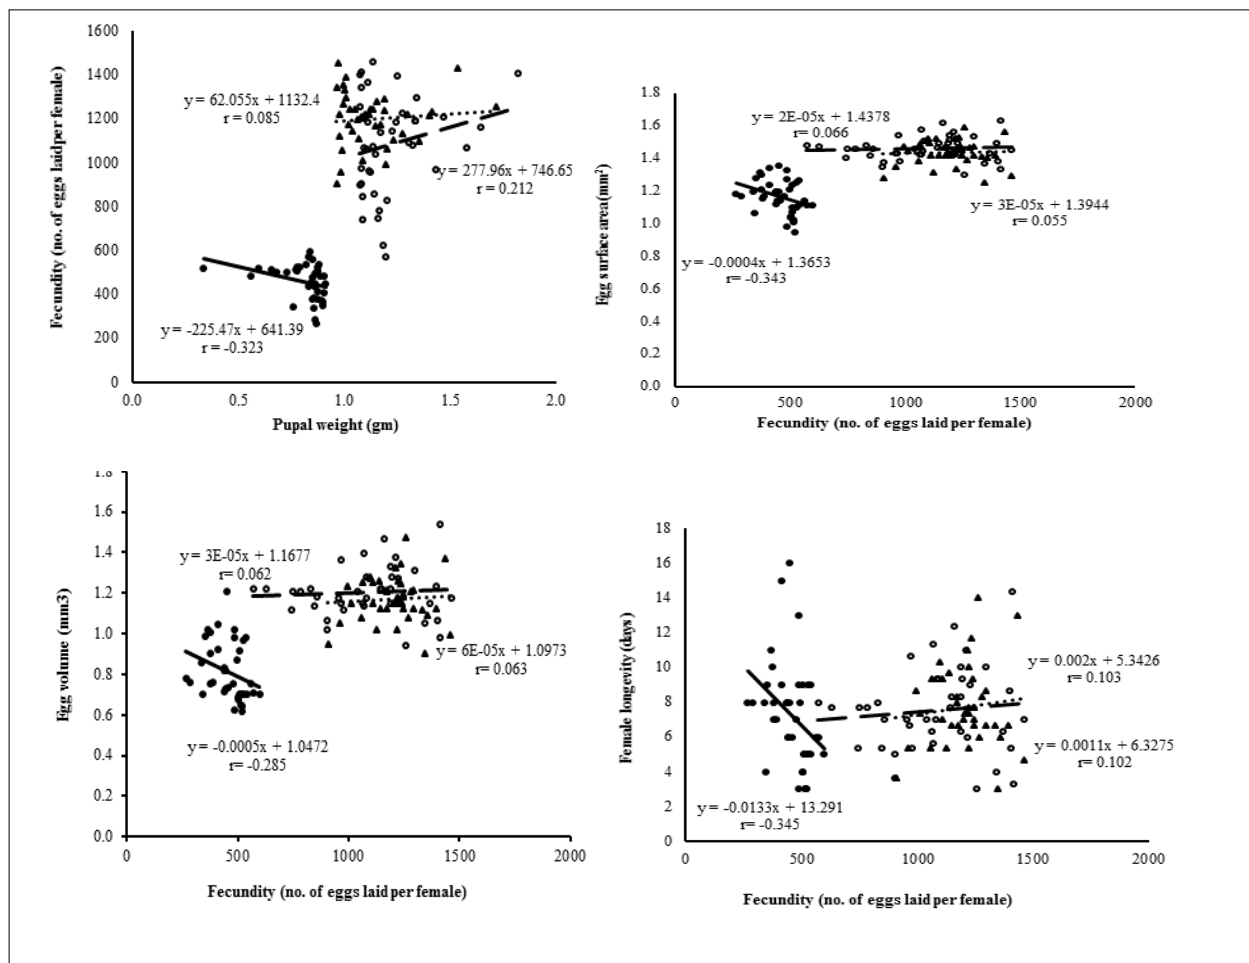 1600
1400
1200
1000
800
600
400
200
0
Fecundity (no. of eggs laid per female)
y = 62.055x + 1132.4
r = 0.085
y = 277.96x + 746.65
r = 0.212
y = -225.47x + 641.39
r = -0.323
0.0 0.5 1.0 1.5 2.0
Pupal weight (gm)
1.8
1.6
1.4
1.2
1.0
0.8
0.6
0.4
0.2
0.0
Egg surface area(mm²)
y = 2E-05x + 1.4378
r= 0.066
y = 3E-05x + 1.3944
r= 0.055
y = -0.0004x + 1.3653
r= -0.343
0 500 1000 1500 2000
Fecundity (no. of eggs laid per female)
1.8
1.6
1.4
1.2
1.0
0.8
0.6
0.4
0.2
0.0
Egg volume (mm3)
y = 3E-05x + 1.1677
r= 0.062
y = 6E-05x + 1.0973
r= 0.063
y = -0.0005x + 1.0472
r= -0.285
0 500 1000 1500 2000
Fecundity (no. of eggs laid per female)
18
16
14
12
10
8
6
4
2
0
Female longevity (days)
y = 0.002x + 5.3426
r= 0.103
y = 0.0011x + 6.3275
r= 0.102
y = -0.0133x + 13.291
r= -0.345
0 500 1000 1500 2000
Fecundity (no. of eggs laid per female)